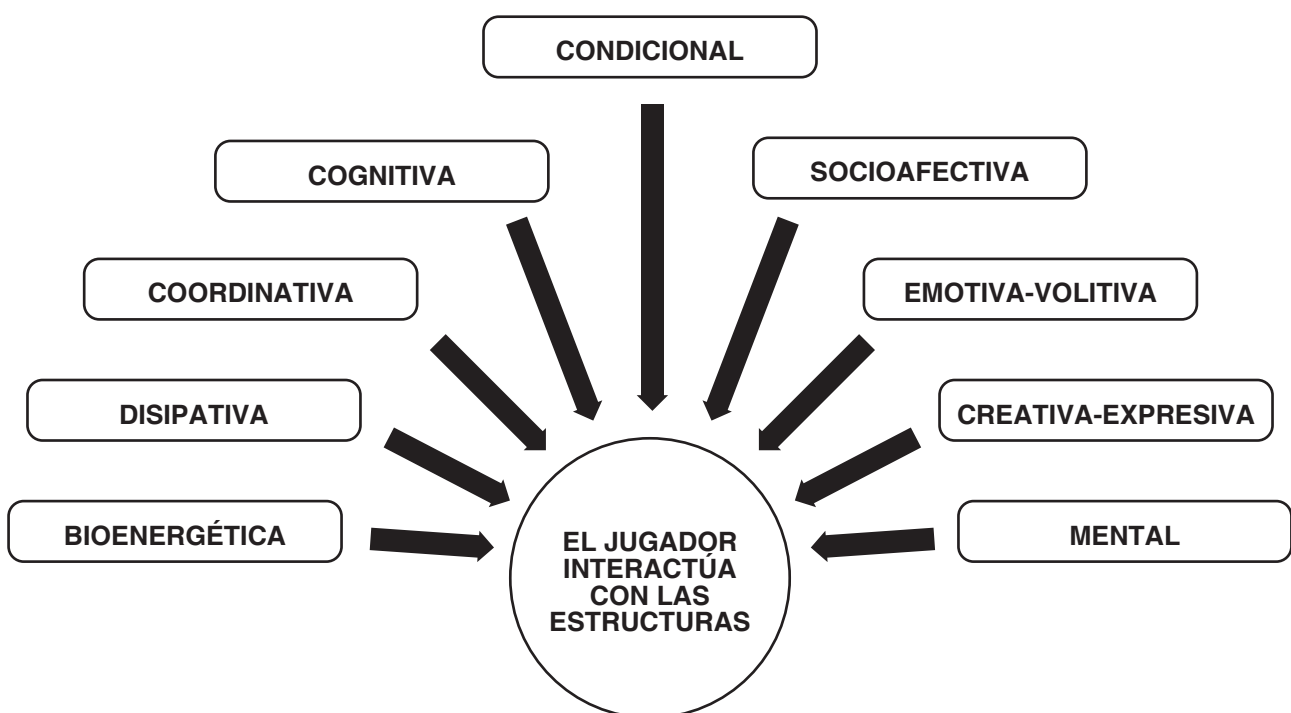 CONDICIONAL
COGNITIVA
SOCIOAFECTIVA
COORDINATIVA
EMOTIVA-VOLITIVA
DISIPATIVA
CREATIVA-EXPRESIVA
BIOENERGÉTICA
MENTAL
EL JUGADOR
INTERACTÚA
CON LAS
ESTRUCTURAS